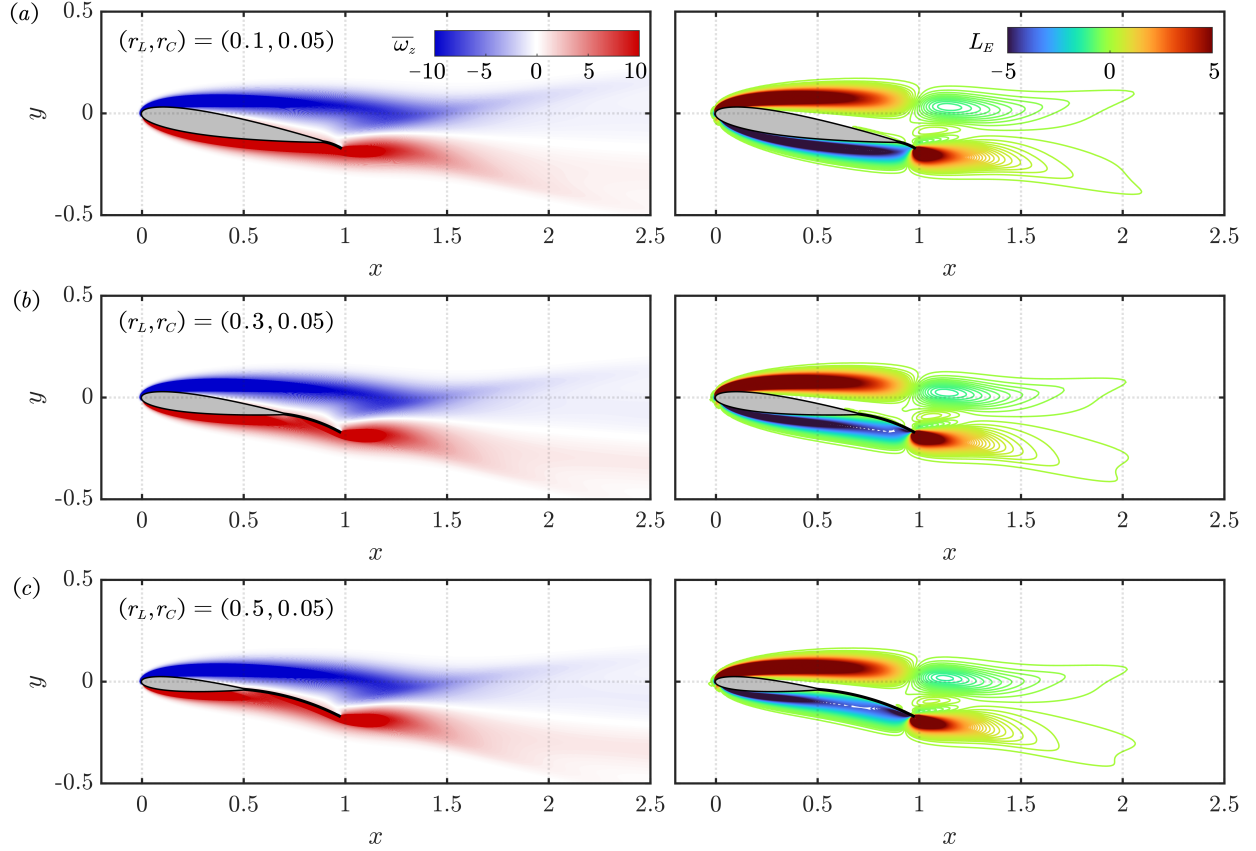 (a)
0.5
0
-0.5
y
(r_L,r_C) = (0.1, 0.05)
\overline{ω_z}
−10 −5 0 5 10
0 0.5 1 1.5 2 2.5
x
L_E
−5 0 5
0 0.5 1 1.5 2 2.5
x
(b)
0.5
0
-0.5
y
(r_L,r_C) = (0.3, 0.05)
0 0.5 1 1.5 2 2.5
x
0 0.5 1 1.5 2 2.5
x
(c)
0.5
0
-0.5
y
(r_L,r_C) = (0.5, 0.05)
0 0.5 1 1.5 2 2.5
x
0 0.5 1 1.5 2 2.5
x